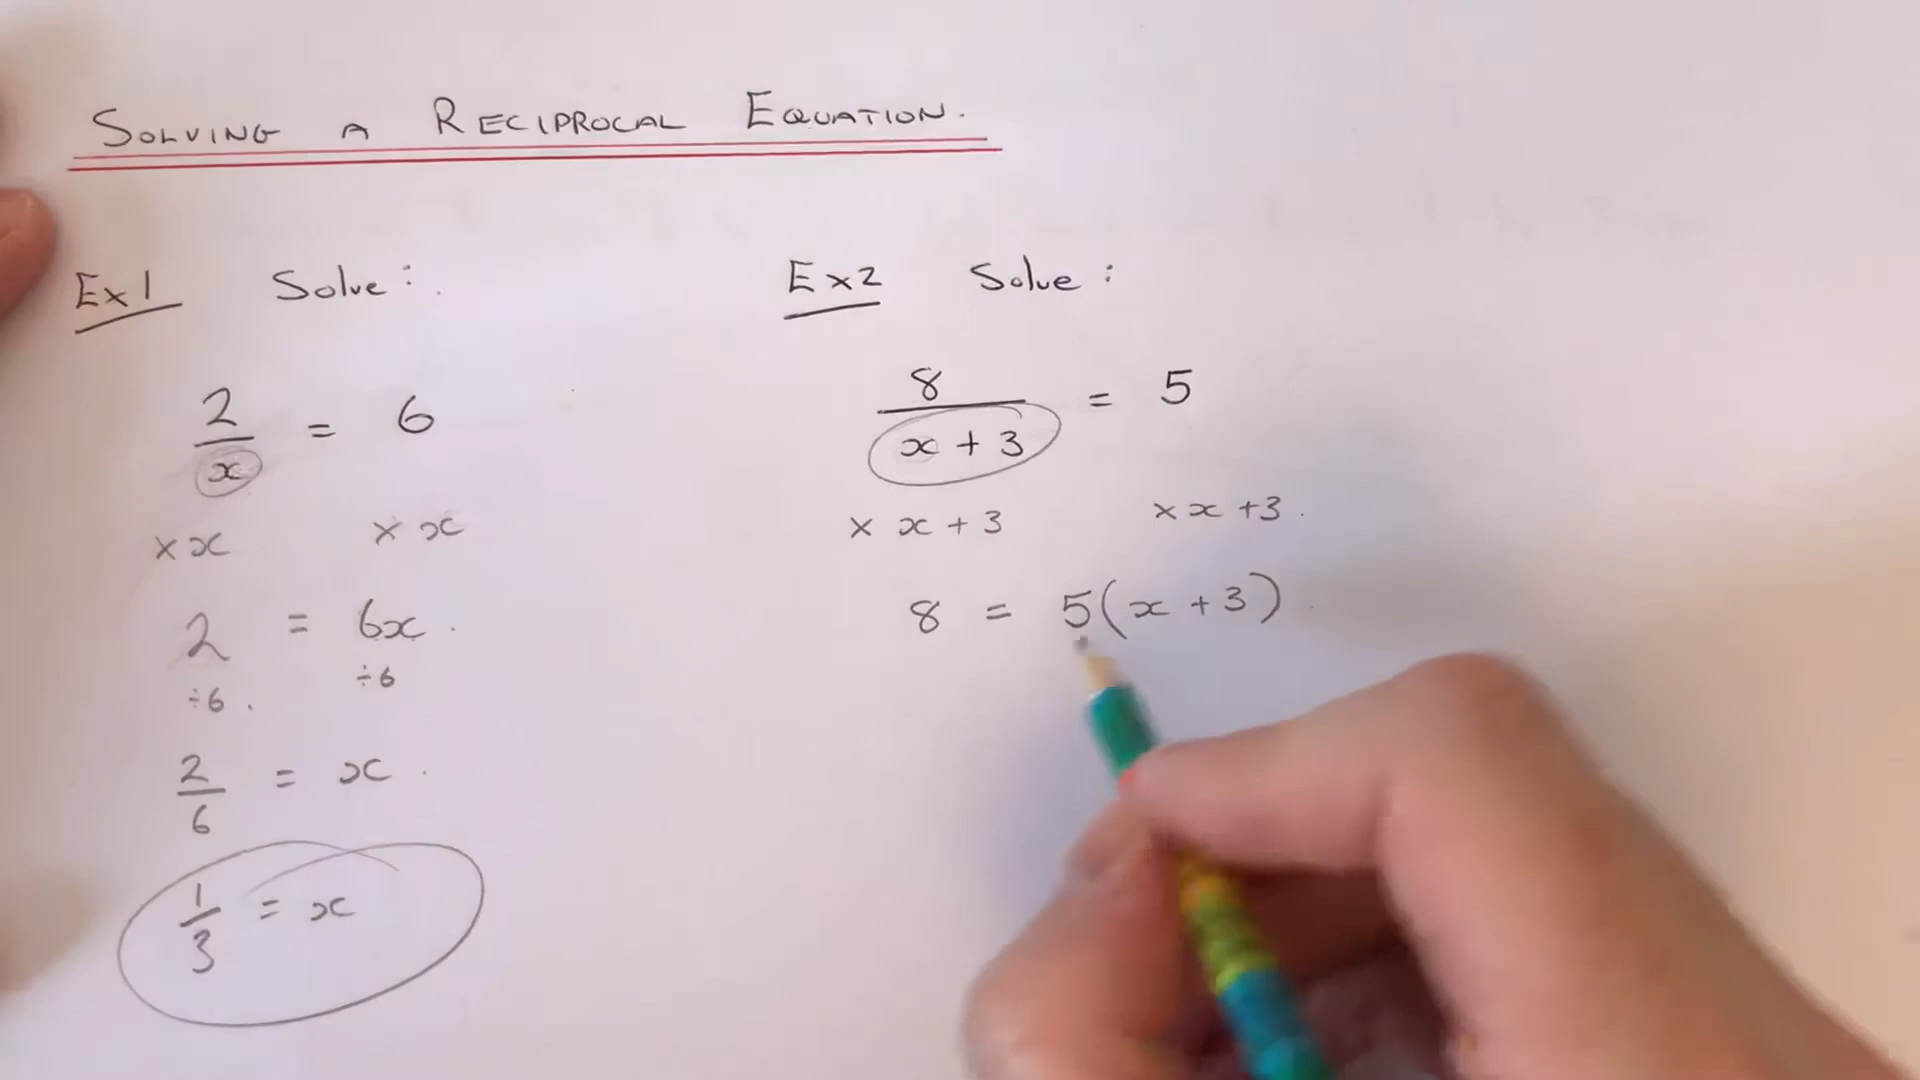 SOLVING A RECIPROCAL EQUATION.
Ex1 Solve:
2/x = 6
×x ×x
2 = 6x.
÷6. ÷6
2/6 = x.
1/3 = x
Ex2 Solve:
8/(x + 3) = 5
× x + 3 × x + 3.
8 = 5(x + 3)